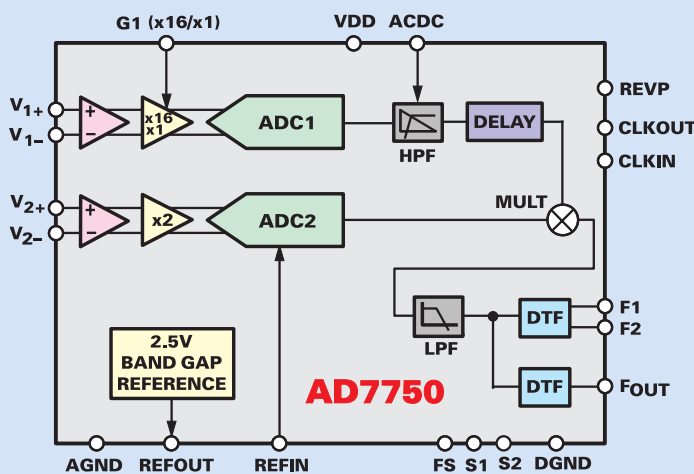 G1 (x16/x1)
VDD
ACDC
REVP
V1+
V1–
+
–
x16
x1
ADC1
HPF
DELAY
CLKOUT
CLKIN
V2+
V2–
+
–
x2
ADC2
MULT
LPF
DTF
F1
F2
2.5V
BAND GAP
REFERENCE
AD7750
DTF
FOUT
AGND
REFOUT
REFIN
FS
S1
S2
DGND